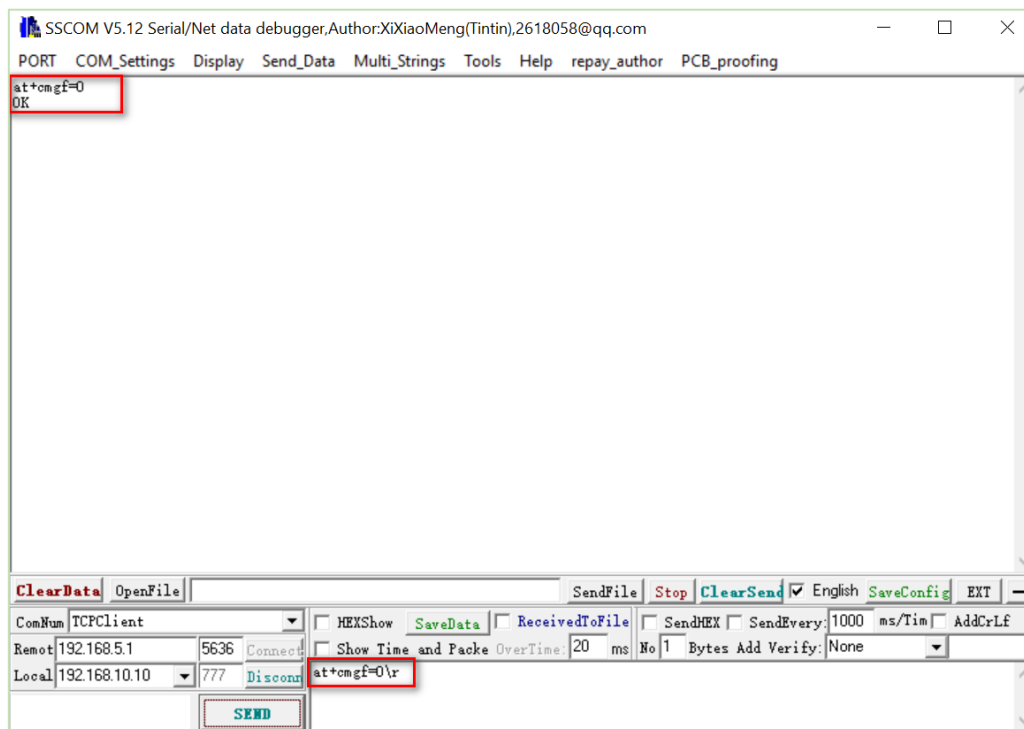 SSCOM V5.12 Serial/Net data debugger,Author:XiXiaoMeng(Tintin),2618058@qq.com
PORT COM_Settings Display Send_Data Multi_Strings Tools Help repay_author PCB_proofing
at+cmgf=0
OK
ClearData OpenFile SendFile Stop ClearSend English SaveConfig EXT
ComNum TCPClient HEXShow SaveData ReceivedToFile SendHEX SendEvery: 1000 ms/Tim AddCrLf
Remot 192.168.5.1 5636 Connect Show Time and Packe OverTime: 20 ms No 1 Bytes Add Verify: None
Local 192.168.10.10 777 Disconn at+cmgf=0\r
SEND